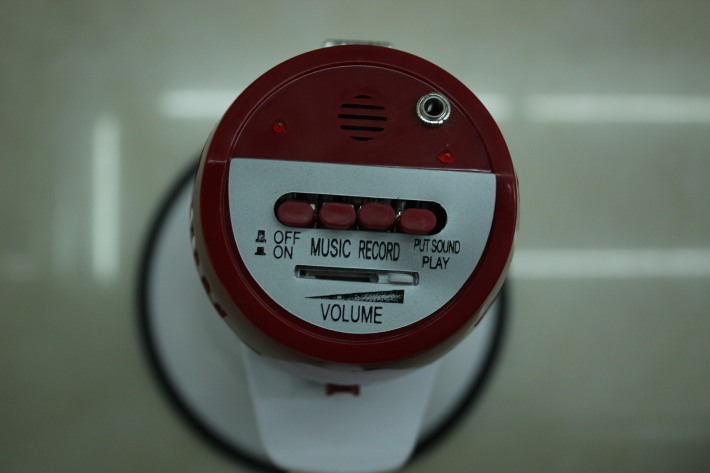 OFF
ON
MUSIC
RECORD
PUT SOUND
PLAY
VOLUME